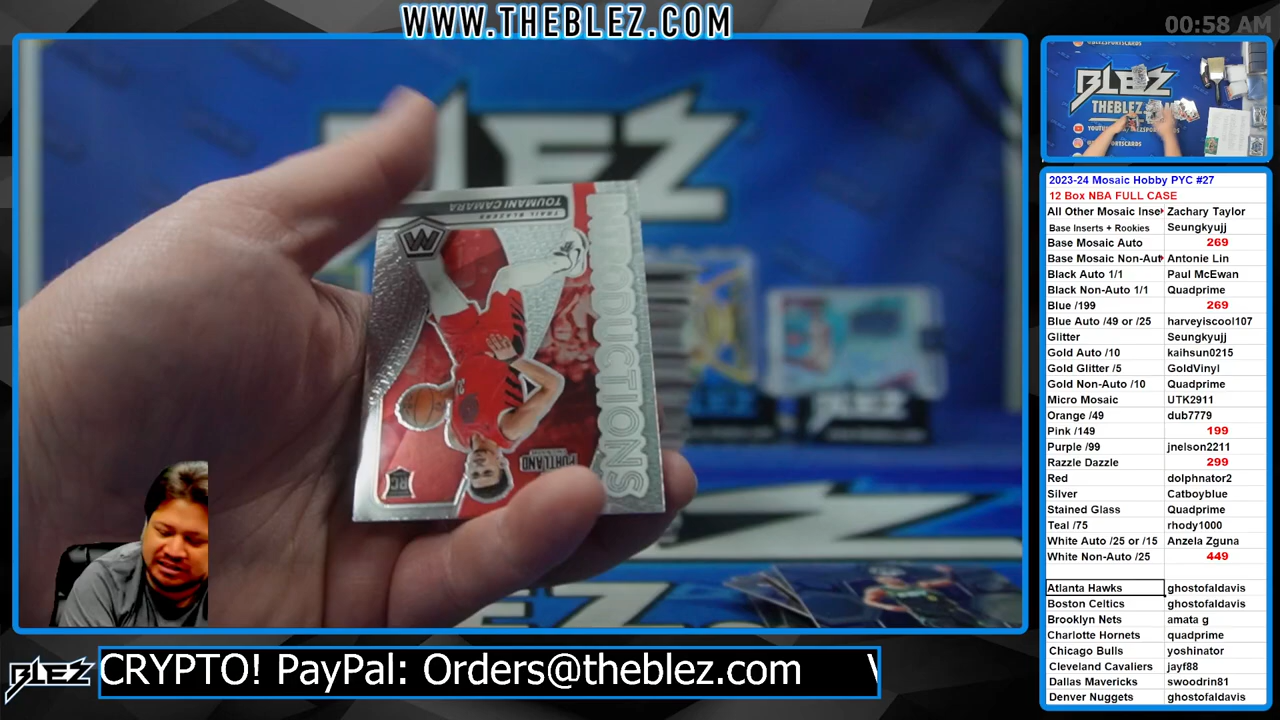 WWW.THEBLEZ.COM
00:58 AM
BLEZ
TRAIL BLAZERS
TOUMANI CAMARA
INTRODUCTIONS
PORTLAND
RC
BLEZ
THEBLEZ
2023-24 Mosaic Hobby PYC #27
12 Box NBA FULL CASE
All Other Mosaic Inse Zachary Taylor
Base Inserts + Rookies Seungkyujj
Base Mosaic Auto 269
Base Mosaic Non-Aut Antonie Lin
Black Auto 1/1 Paul McEwan
Black Non-Auto 1/1 Quadprime
Blue /199 269
Blue Auto /49 or /25 harveyiscool107
Glitter Seungkyujj
Gold Auto /10 kaihsun0215
Gold Glitter /5 GoldVinyl
Gold Non-Auto /10 Quadprime
Micro Mosaic UTK2911
Orange /49 dub7779
Pink /149 199
Purple /99 jnelson2211
Razzle Dazzle 299
Red dolphnator2
Silver Catboyblue
Stained Glass Quadprime
Teal /75 rhody1000
White Auto /25 or /15 Anzela Zguna
White Non-Auto /25 449
Atlanta Hawks ghostofaldavis
Boston Celtics ghostofaldavis
Brooklyn Nets amata g
Charlotte Hornets quadprime
Chicago Bulls yoshinator
Cleveland Cavaliers jayf88
Dallas Mavericks swoodrin81
Denver Nuggets ghostofaldavis
BLEZ
CRYPTO! PayPal: Orders@theblez.com